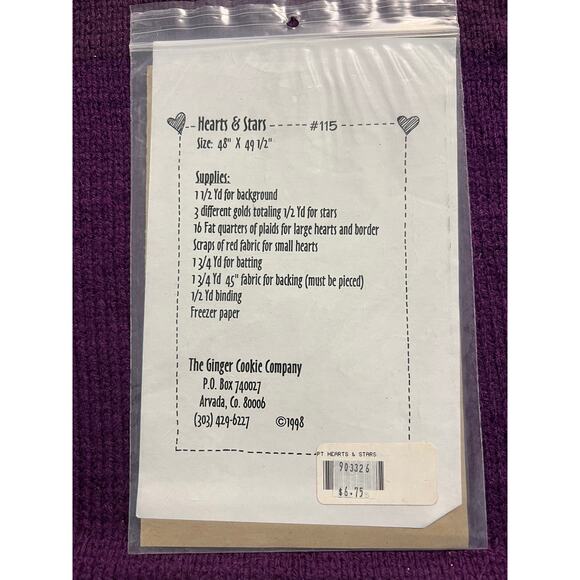 Hearts & Stars #115
Size: 48" X 49 1/2"
Supplies:
1 1/2 Yd for background
3 different golds totaling 1/2 Yd for stars
16 Fat quarters of plaids for large hearts and border
Scraps of red fabric for small hearts
1 3/4 Yd for batting
1 3/4 Yd 45" fabric for backing (must be pieced)
1/2 Yd binding
Freezer paper
The Ginger Cookie Company
P.O. Box 740027
Arvada, Co. 80006
(303) 429-6227 ©1998
PT HEARTS & STARS
903326
$6.75